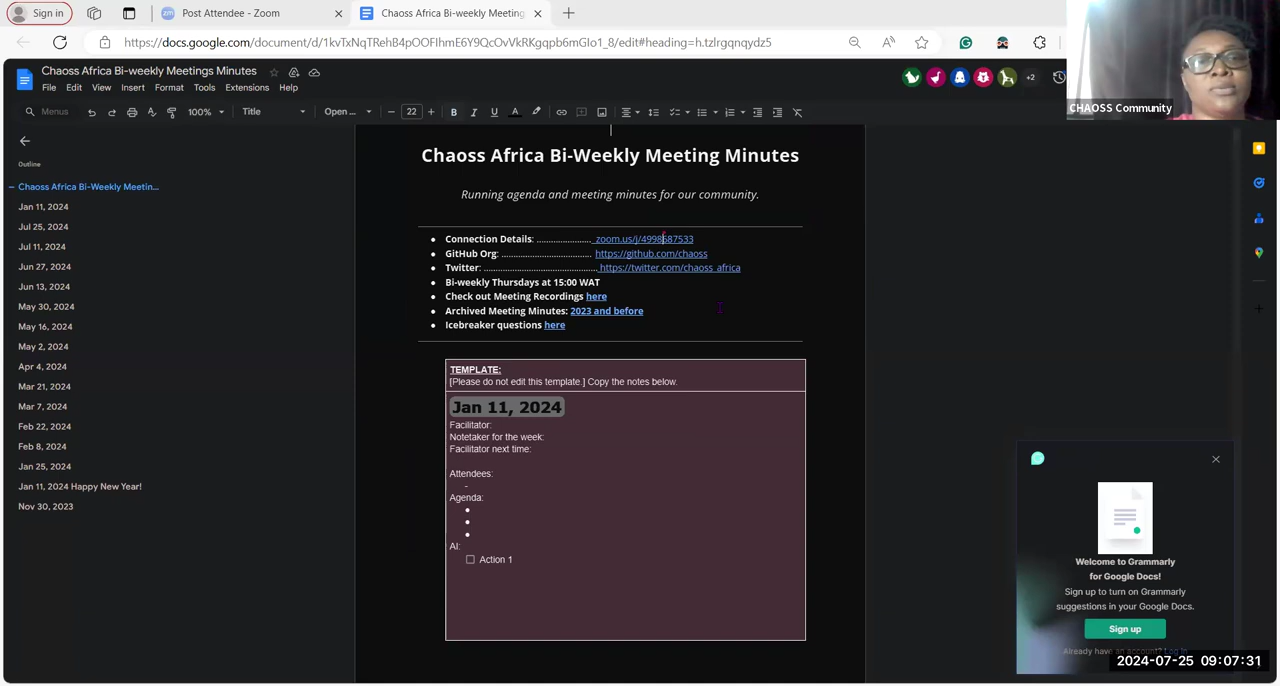 Sign in
Post Attendee - Zoom
Chaoss Africa Bi-weekly Meeting
https://docs.google.com/document/d/1kvTxNqTRehB4pOOFIhmE6Y9QcOvVkRKgqpb6mGIo1_8/edit#heading=h.tzlrgqnqydz5
Chaoss Africa Bi-weekly Meetings Minutes
File Edit View Insert Format Tools Extensions Help
+2
CHAOSS Community
Menus 100% Title Open ... 22 B I U A
Outline
Chaoss Africa Bi-Weekly Meetin...
Jan 11, 2024
Jul 25, 2024
Jul 11, 2024
Jun 27, 2024
Jun 13, 2024
May 30, 2024
May 16, 2024
May 2, 2024
Apr 4, 2024
Mar 21, 2024
Mar 7, 2024
Feb 22, 2024
Feb 8, 2024
Jan 25, 2024
Jan 11, 2024 Happy New Year!
Nov 30, 2023
Chaoss Africa Bi-Weekly Meeting Minutes
Running agenda and meeting minutes for our community.
Connection Details: ...................... zoom.us/j/4998687533
GitHub Org: ................................. https://github.com/chaoss
Twitter: .......................................... https://twitter.com/chaoss_africa
Bi-weekly Thursdays at 15:00 WAT
Check out Meeting Recordings here
Archived Meeting Minutes: 2023 and before
Icebreaker questions here
TEMPLATE:
[Please do not edit this template.] Copy the notes below.
Jan 11, 2024
Facilitator:
Notetaker for the week:
Facilitator next time:
Attendees:
-
Agenda:
AI:
Action 1
Welcome to Grammarly
for Google Docs!
Sign up to turn on Grammarly
suggestions in your Google Docs.
Sign up
Already have an account? Log in
2024-07-25 09:07:31